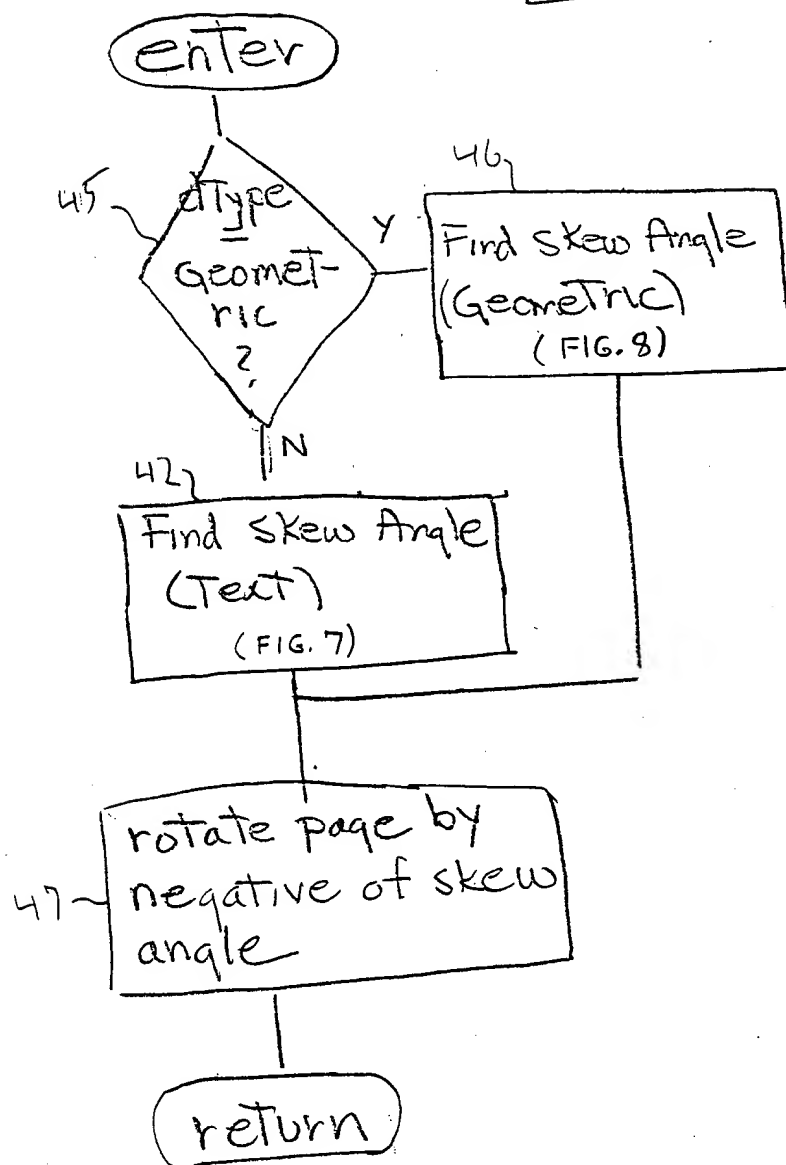 enter
45
dType
=
Geomet-
ric
?
Y
46
Find Skew Angle
(Geometric)
(FIG. 8)
N
42
Find Skew Angle
(Text)
(FIG. 7)
47
rotate page by
negative of skew
angle
return